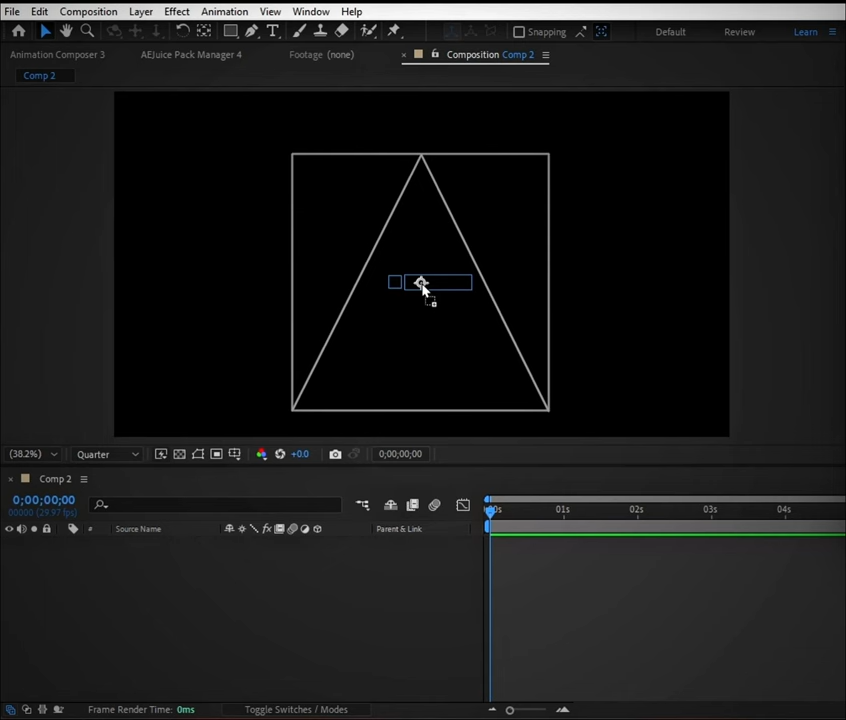 File Edit Composition Layer Effect Animation View Window Help
Snapping Default Review Learn
Animation Composer 3 AEJuice Pack Manager 4 Footage (none) × Composition Comp 2
Comp 2
(38.2%) Quarter +0.0 0;00;00;00
× Comp 2
0;00;00;00
00000 (29.97 fps)
00s 01s 02s 03s 04s
# Source Name fx Parent & Link
Frame Render Time: 0ms Toggle Switches / Modes